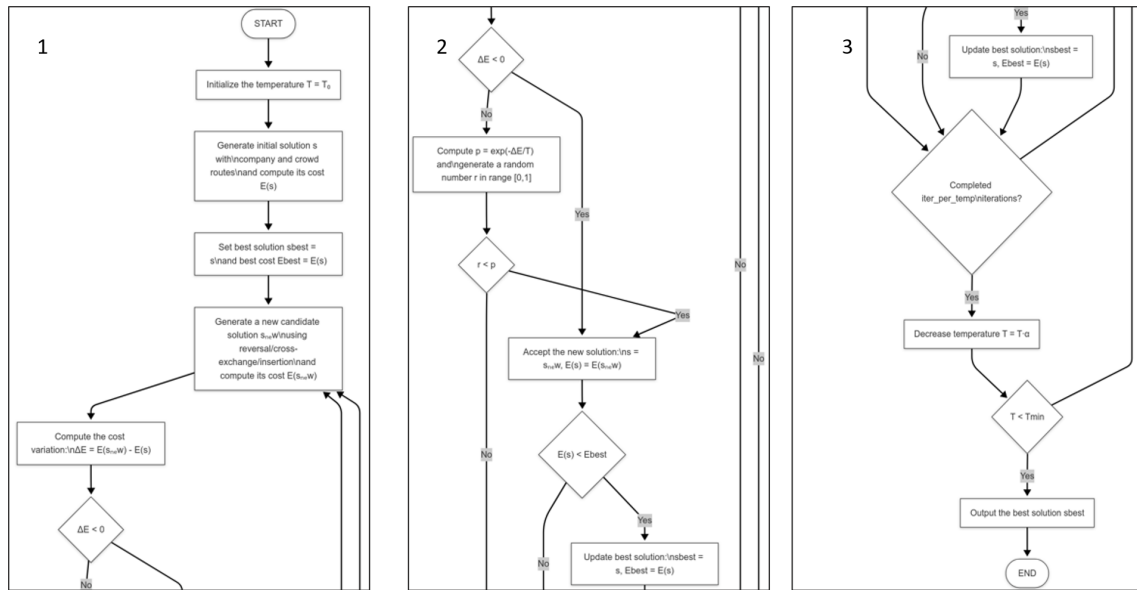 1
START
Initialize the temperature T = T₀
Generate initial solution s
with\ncompany and crowd
routes\nand compute its cost
E(s)
Set best solution sbest =
s\nand best cost Ebest = E(s)
Generate a new candidate
solution sₙₑw\nusing
reversal/cross-
exchange/insertion\nand
compute its cost E(sₙₑw)
Compute the cost
variation:\nΔE = E(sₙₑw) - E(s)
ΔE < 0
No
2
ΔE < 0
No
Compute p = exp(-ΔE/T)
and\ngenerate a random
number r in range [0,1]
Yes
r < p
No
Yes
Accept the new solution:\ns =
sₙₑw, E(s) = E(sₙₑw)
No
No
E(s) < Ebest
No
Yes
No
Update best solution:\nsbest =
s, Ebest = E(s)
3
Yes
Update best solution:\nsbest =
s, Ebest = E(s)
No
Completed
iter_per_temp\niterations?
Yes
Decrease temperature T = T·α
T < Tmin
Yes
Output the best solution sbest
END